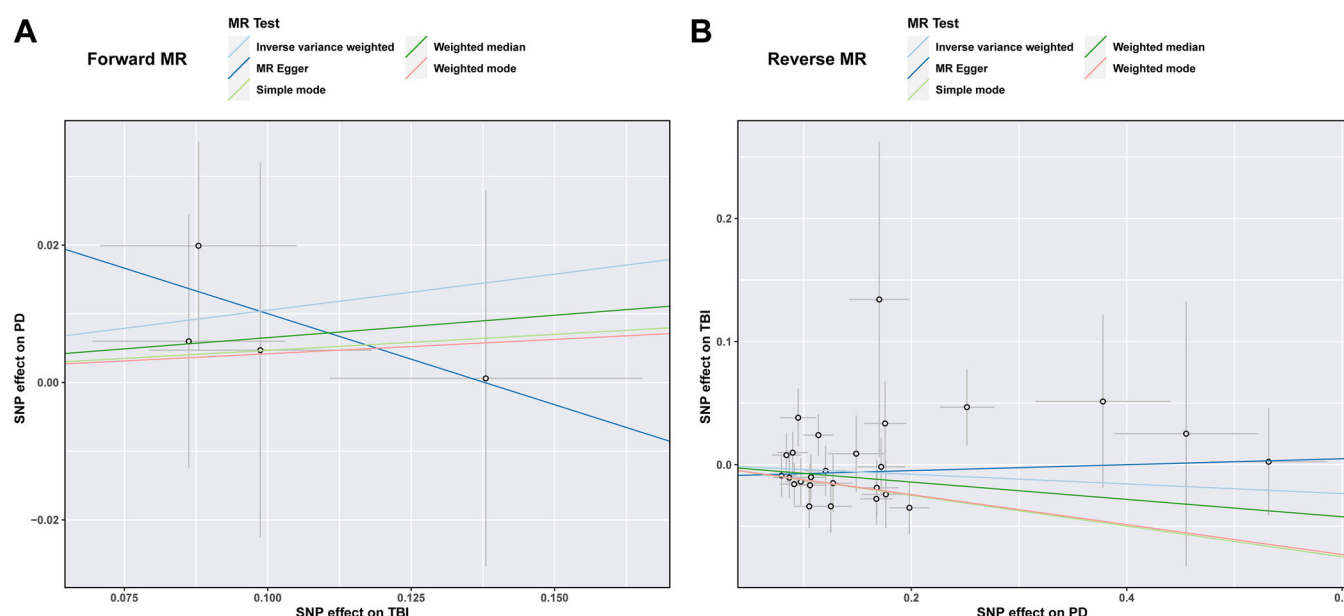 A
Forward MR
MR Test
Inverse variance weighted
MR Egger
Simple mode
Weighted median
Weighted mode
SNP effect on PD
0.02
0.00
−0.02
0.075
0.100
0.125
0.150
SNP effect on TBI
B
Reverse MR
MR Test
Inverse variance weighted
MR Egger
Simple mode
Weighted median
Weighted mode
SNP effect on TBI
0.2
0.1
0.0
0.2
0.4
SNP effect on PD